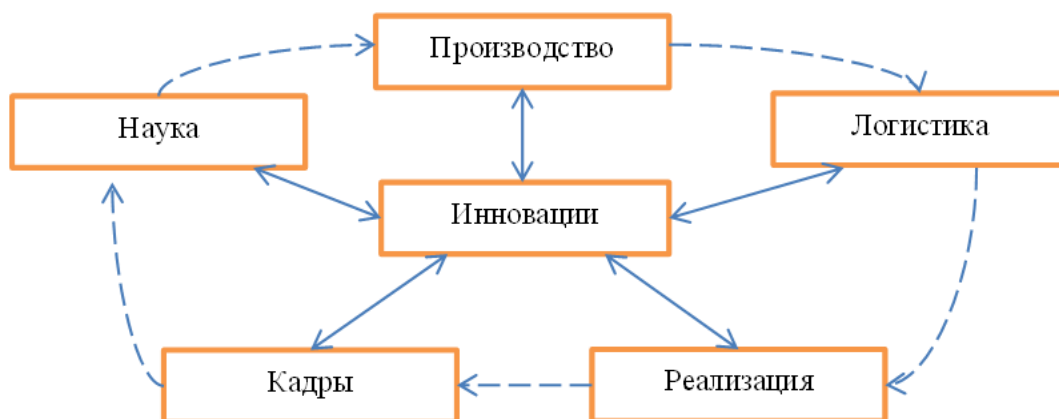 Производство
Наука
Логистика
Инновации
Кадры
Реализация